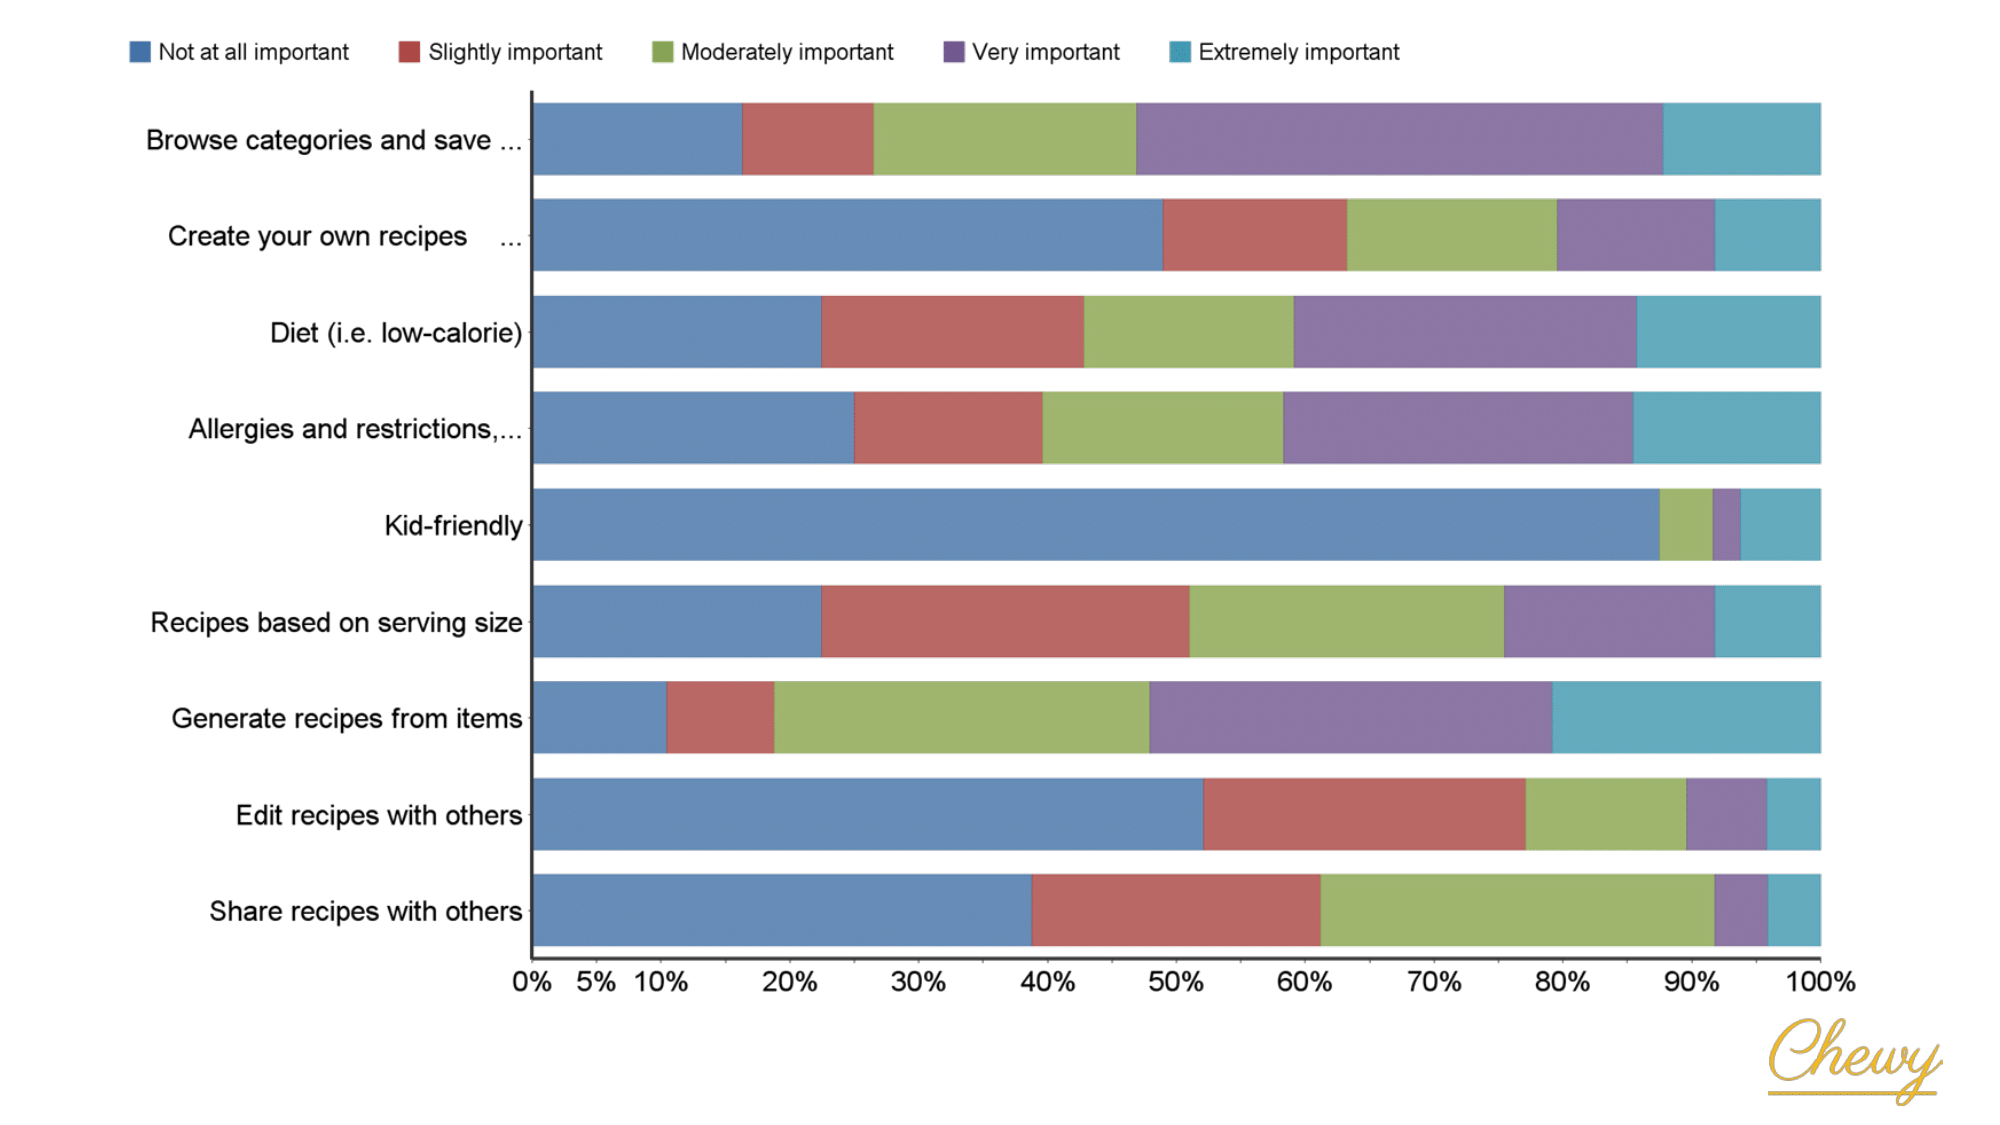 Not at all important Slightly important Moderately important Very important Extremely important
Browse categories and save ...
Create your own recipes ...
Diet (i.e. low-calorie)
Allergies and restrictions,...
Kid-friendly
Recipes based on serving size
Generate recipes from items
Edit recipes with others
Share recipes with others
0% 5% 10% 20% 30% 40% 50% 60% 70% 80% 90% 100%
Chewy